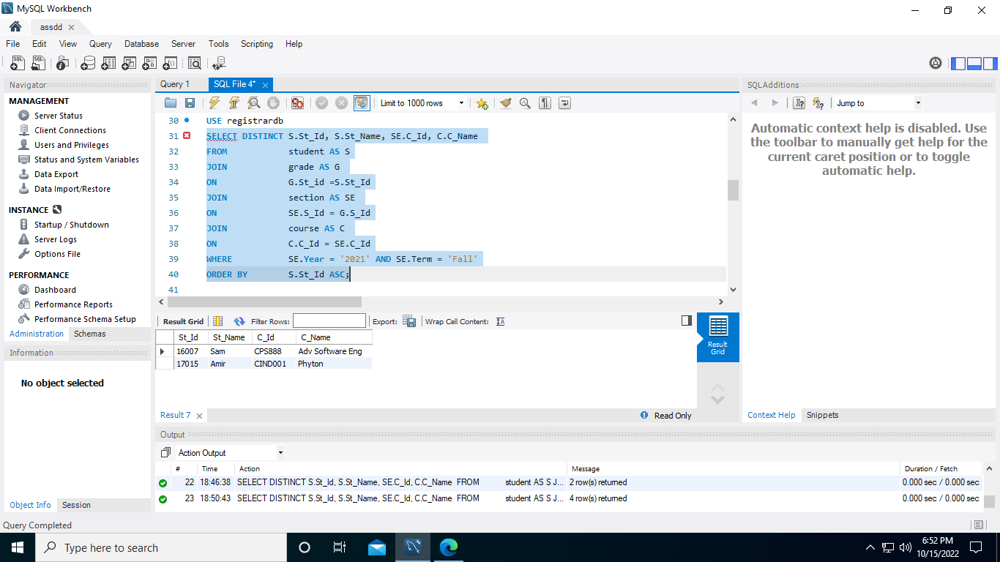 MySQL Workbench
assdd
File Edit View Query Database Server Tools Scripting Help
Navigator
MANAGEMENT
Server Status
Client Connections
Users and Privileges
Status and System Variables
Data Export
Data Import/Restore
INSTANCE
Startup / Shutdown
Server Logs
Options File
PERFORMANCE
Dashboard
Performance Reports
Performance Schema Setup
Administration Schemas
Information
No object selected
Object Info Session
Query 1 SQL File 4*
Limit to 1000 rows
30 USE registrardb
31 SELECT DISTINCT S.St_Id, S.St_Name, SE.C_Id, C.C_Name
32 FROM student AS S
33 JOIN grade AS G
34 ON G.St_id =S.St_Id
35 JOIN section AS SE
36 ON SE.S_Id = G.S_Id
37 JOIN course AS C
38 ON C.C_Id = SE.C_Id
39 WHERE SE.Year = '2021' AND SE.Term = 'Fall'
40 ORDER BY S.St_Id ASC;
41
Result Grid Filter Rows: Export: Wrap Cell Content:
St_Id St_Name C_Id C_Name
16007 Sam CPS888 Adv Software Eng
17015 Amir CIND001 Phyton
Result Grid
Result 7 Read Only
SQLAdditions
Jump to
Automatic context help is disabled. Use
the toolbar to manually get help for the
current caret position or to toggle
automatic help.
Context Help Snippets
Output
Action Output
# Time Action Message Duration / Fetch
22 18:46:38 SELECT DISTINCT S.St_Id, S.St_Name, SE.C_Id, C.C_Name FROM student AS S J... 2 row(s) returned 0.000 sec / 0.000 sec
23 18:50:43 SELECT DISTINCT S.St_Id, S.St_Name, SE.C_Id, C.C_Name FROM student AS S J... 4 row(s) returned 0.000 sec / 0.000 sec
Query Completed
Type here to search
6:52 PM
10/15/2022